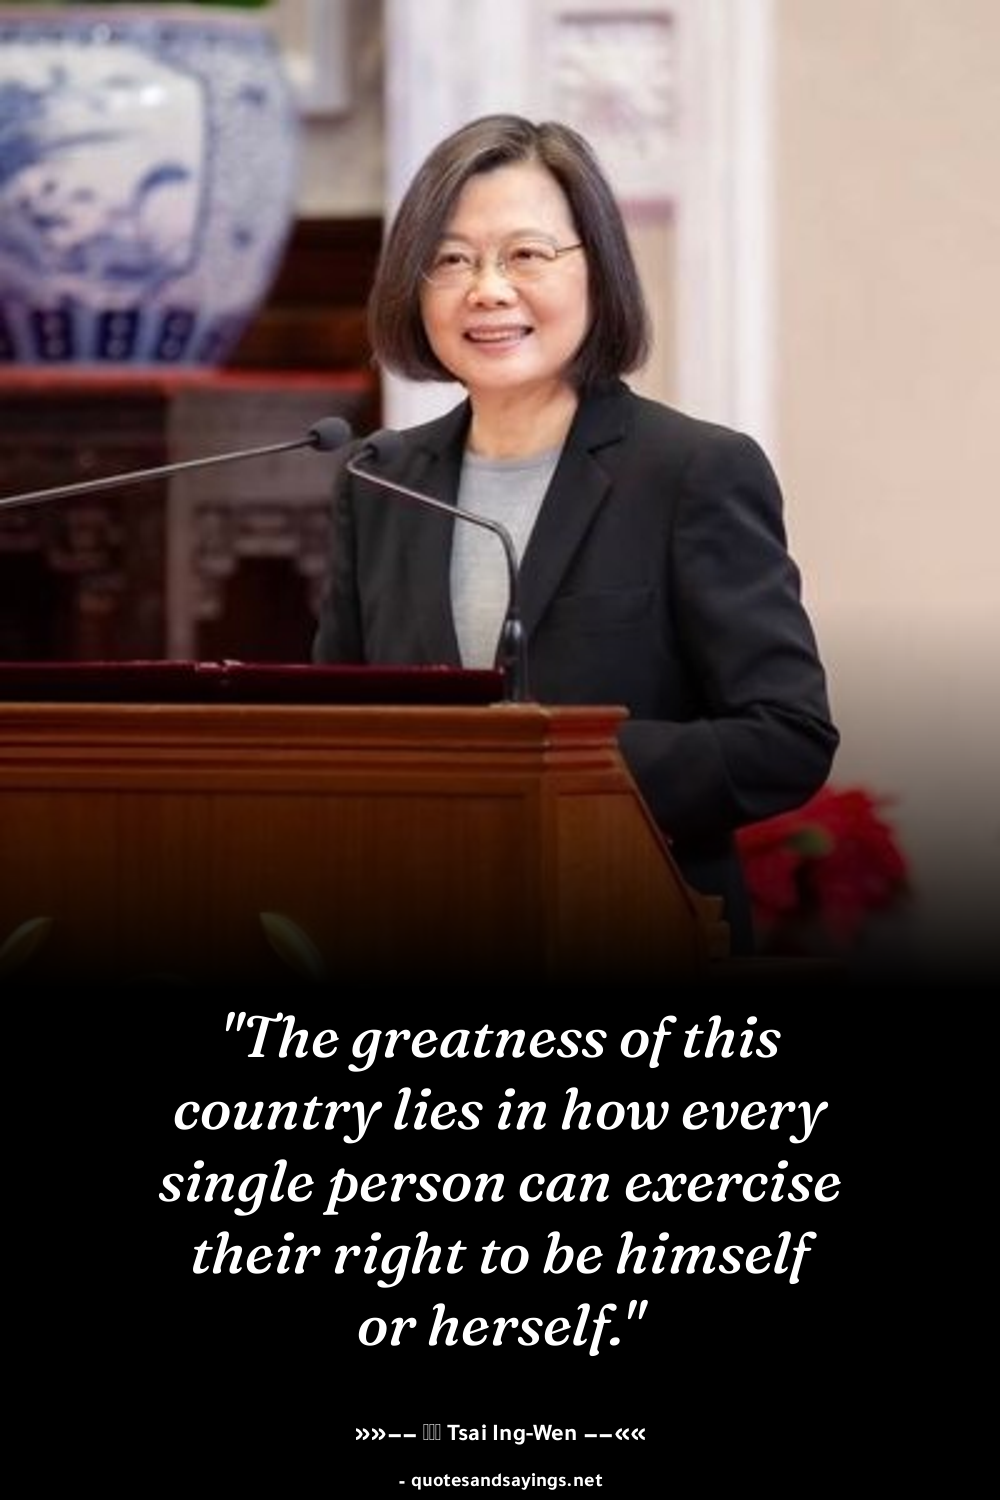 "The greatness of this
country lies in how every
single person can exercise
their right to be himself
or herself."
»»–– Tsai Ing-Wen ––««
- quotesandsayings.net